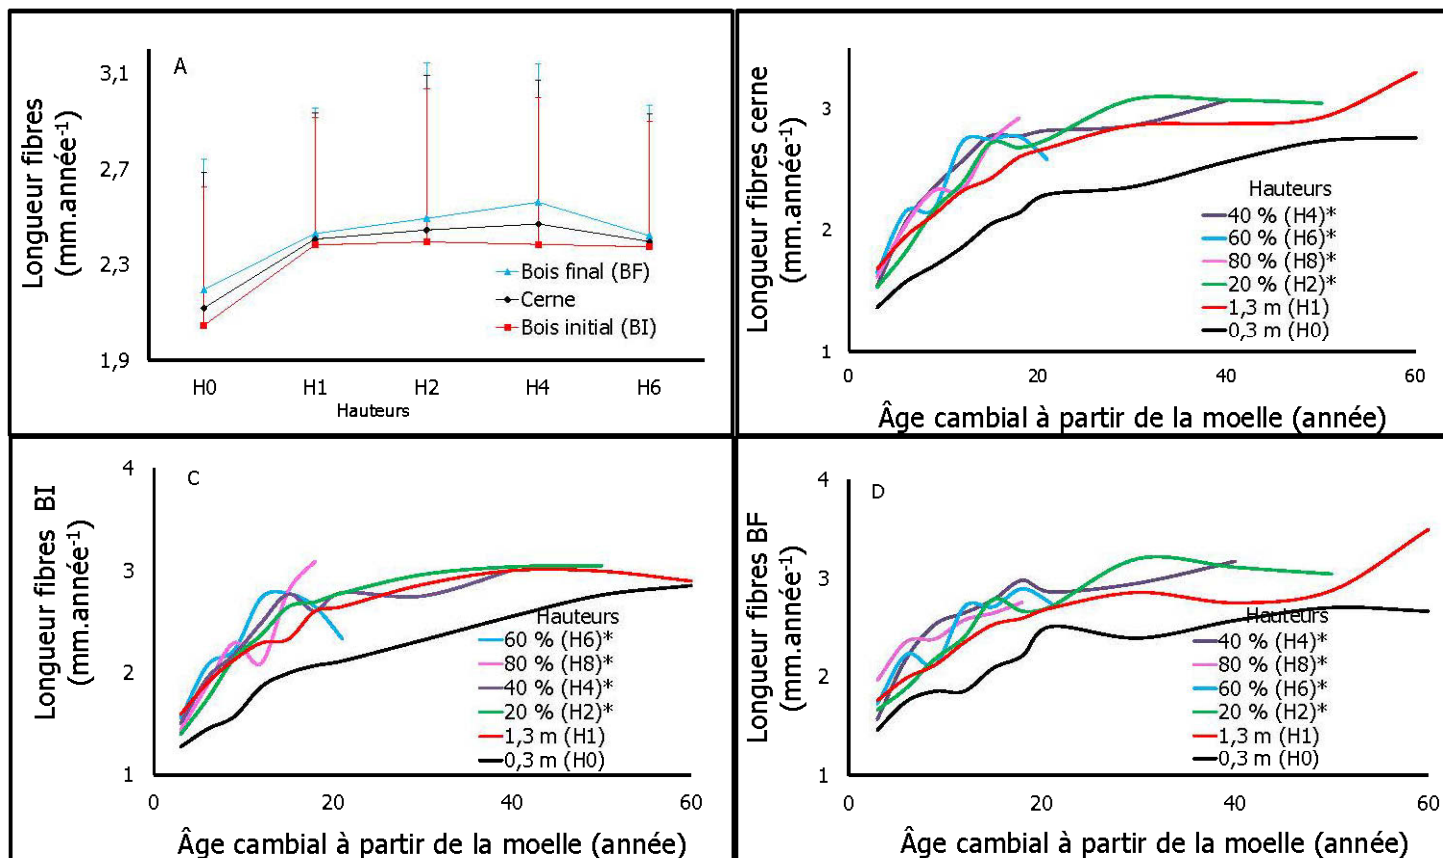 A
Longueur fibres
(mm.année-1)
3,1
2,7
2,3
1,9
Bois final (BF)
Cerne
Bois initial (BI)
H0 H1 H2 H4 H6
Hauteurs
Longueur fibres cerne
(mm.année-1)
3
2
1
Hauteurs
40 % (H4)*
60 % (H6)*
80 % (H8)*
20 % (H2)*
1,3 m (H1)
0,3 m (H0)
0 20 40 60
Âge cambial à partir de la moelle (année)
C
Longueur fibres BI
(mm.année-1)
4
3
2
1
Hauteurs
60 % (H6)*
80 % (H8)*
40 % (H4)*
20 % (H2)*
1,3 m (H1)
0,3 m (H0)
0 20 40 60
Âge cambial à partir de la moelle (année)
D
Longueur fibres BF
(mm.année-1)
4
3
2
1
Hauteurs
40 % (H4)*
80 % (H8)*
60 % (H6)*
20 % (H2)*
1,3 m (H1)
0,3 m (H0)
0 20 40 60
Âge cambial à partir de la moelle (année)